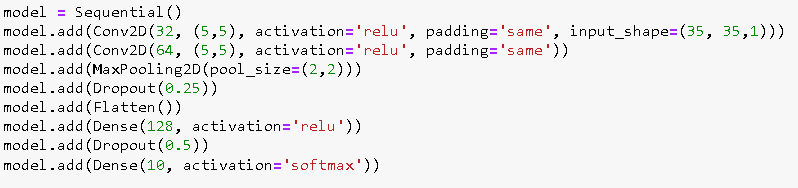 model = Sequential()
model.add(Conv2D(32, (5,5), activation='relu', padding='same', input_shape=(35, 35,1)))
model.add(Conv2D(64, (5,5), activation='relu', padding='same'))
model.add(MaxPooling2D(pool_size=(2,2)))
model.add(Dropout(0.25))
model.add(Flatten())
model.add(Dense(128, activation='relu'))
model.add(Dropout(0.5))
model.add(Dense(10, activation='softmax'))